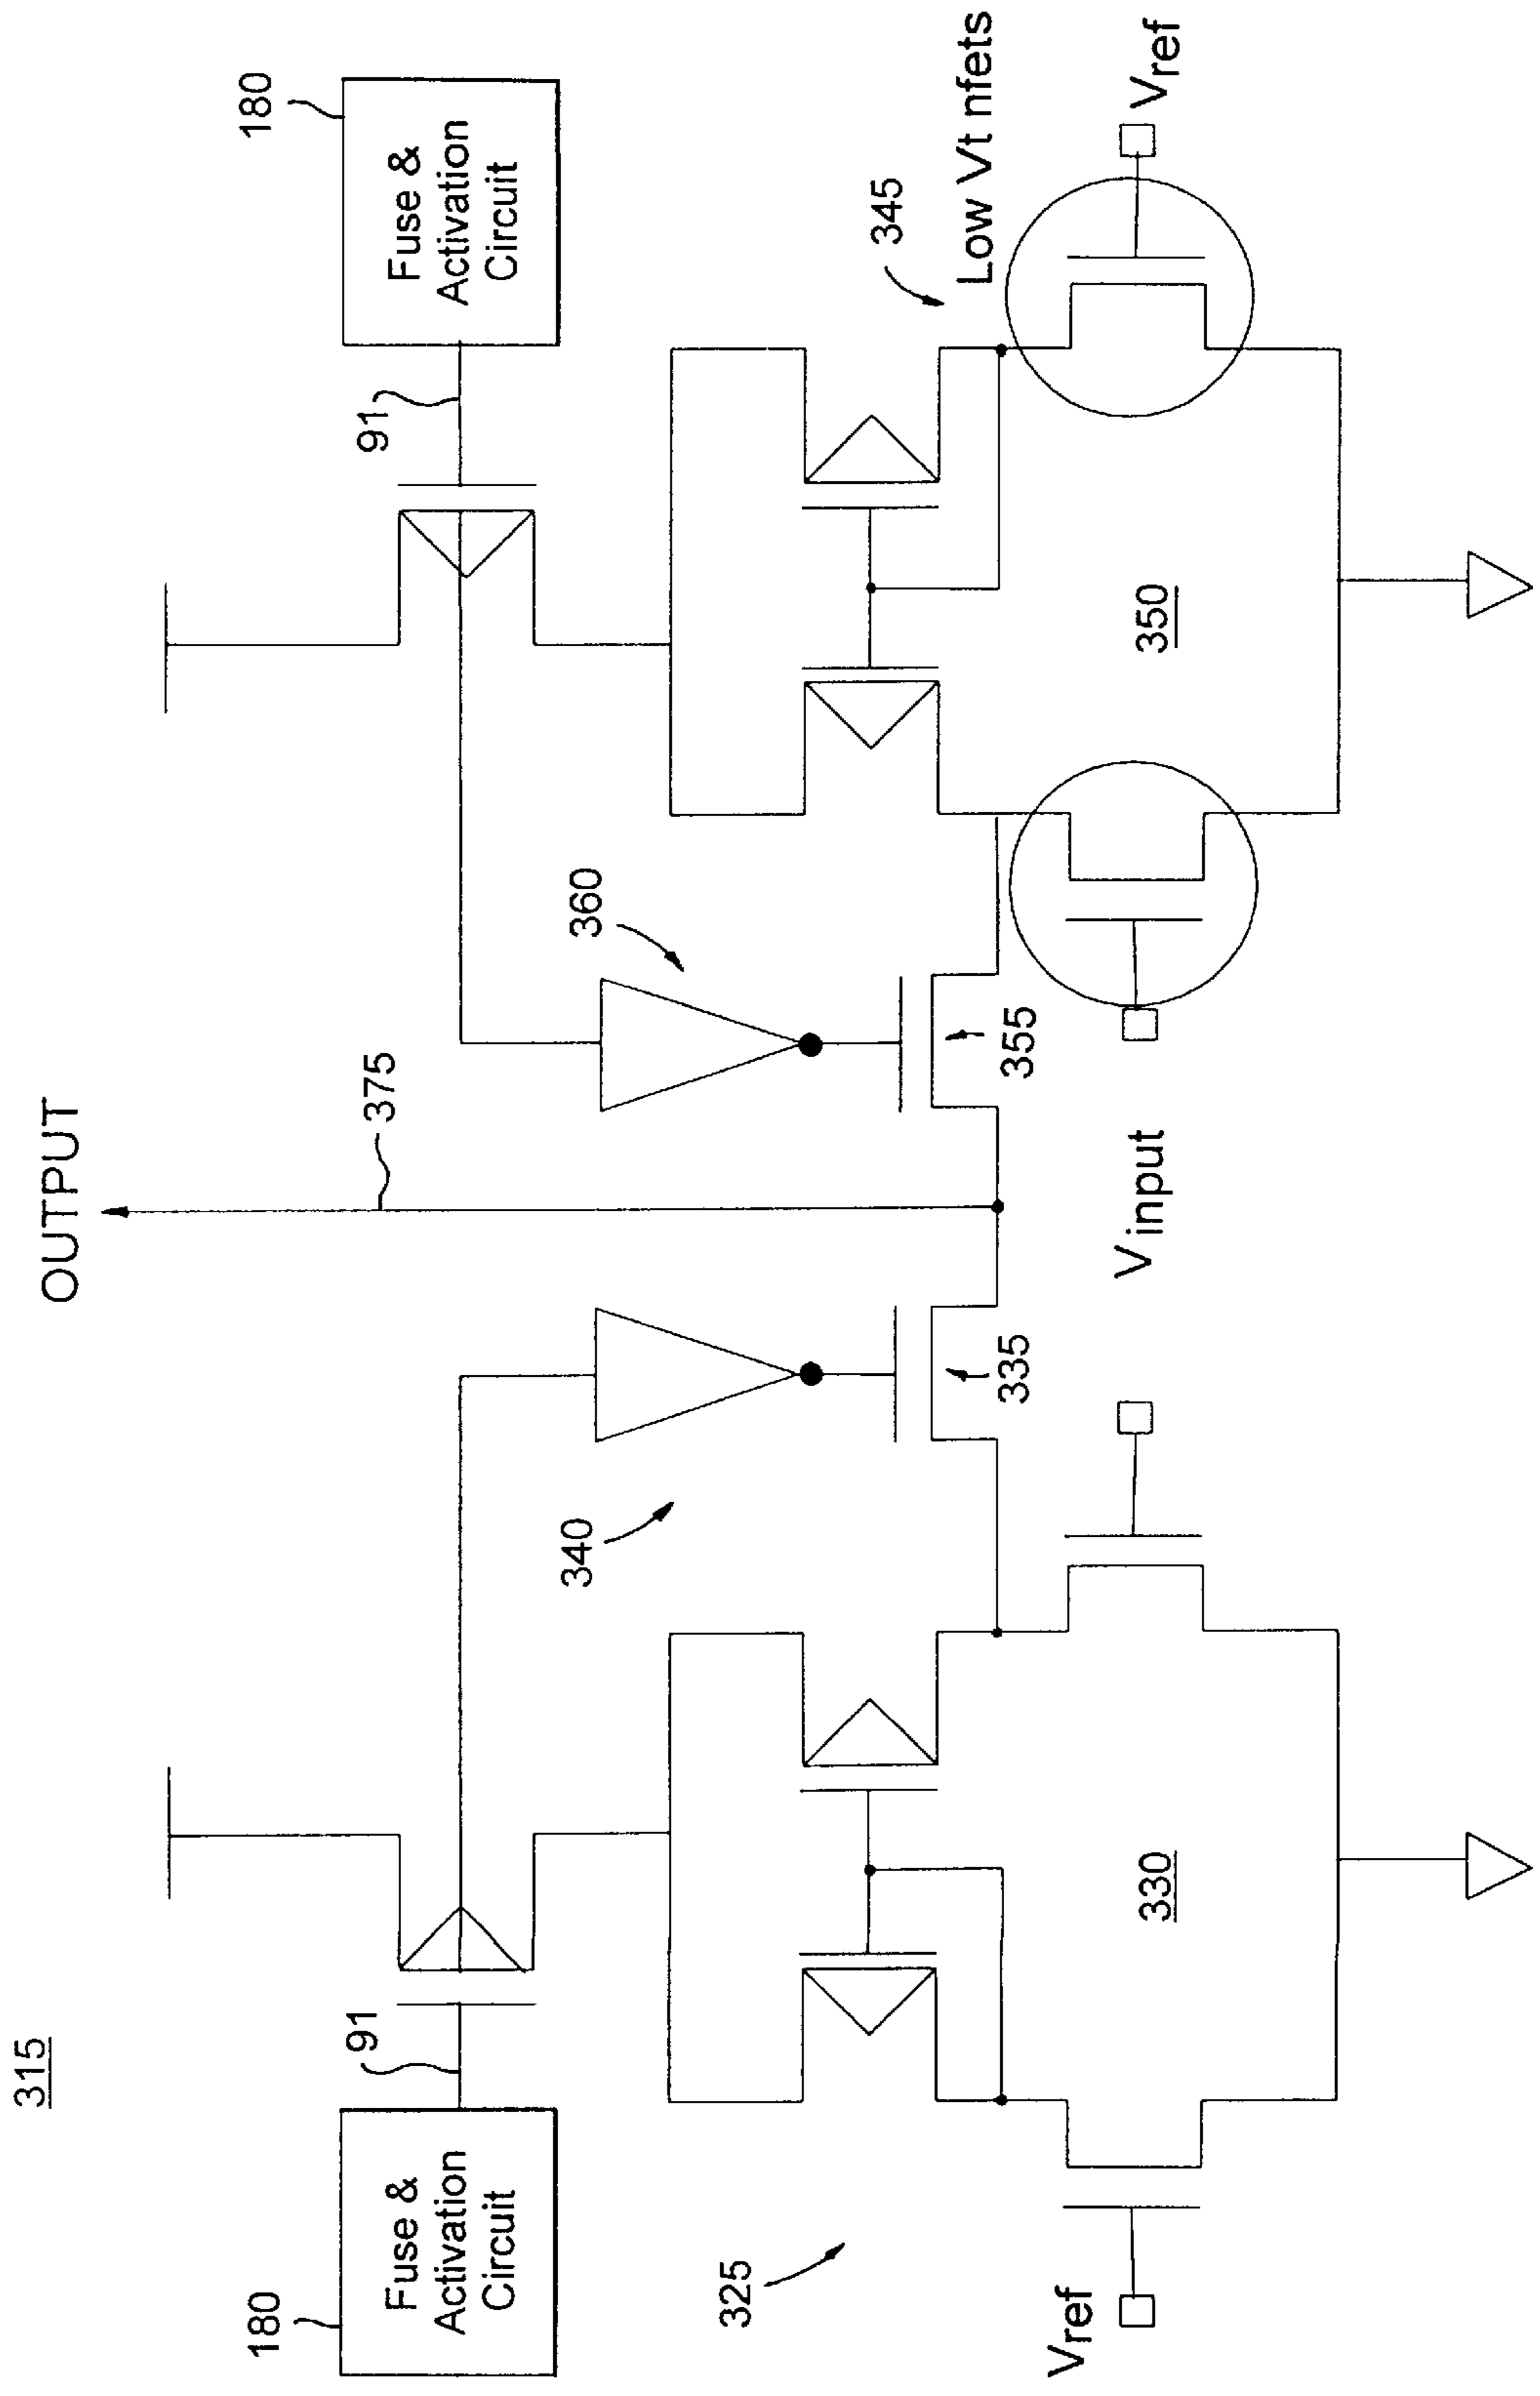 315
OUTPUT
375
180
Fuse &
Activation
Circuit
91
340
335
325
330
Vref
Vinput
360
355
180
Fuse &
Activation
Circuit
91
345
Low Vt nfets
350
Vref